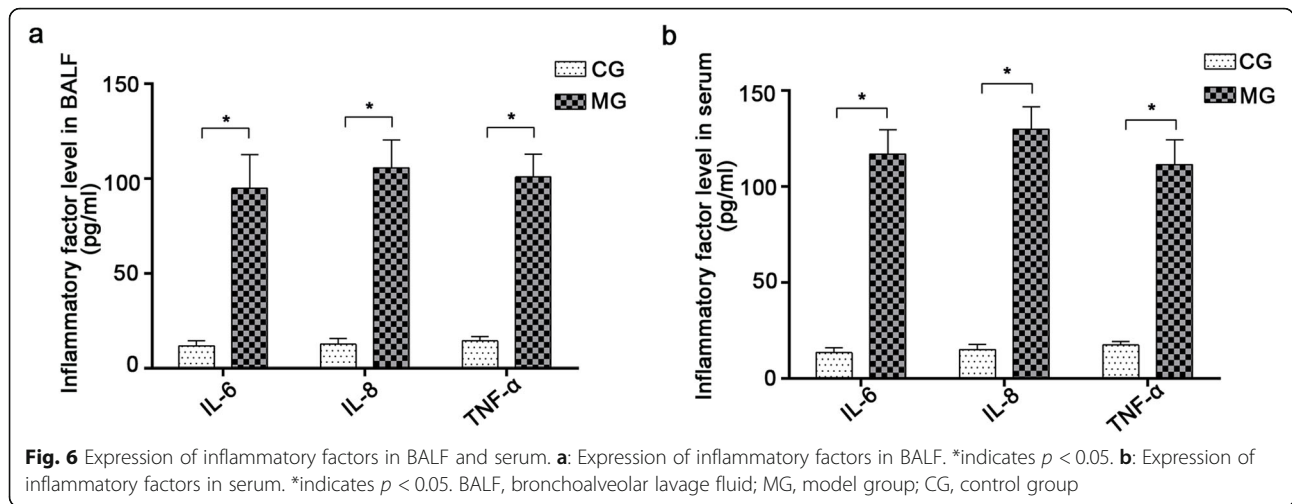 a
Inflammatory factor level in BALF
(pg/ml)
150
100
50
0
CG
MG
*
*
*
IL-6
IL-8
TNF-α
b
Inflammatory factor level in serum
(pg/ml)
150
100
50
0
CG
MG
*
*
*
IL-6
IL-8
TNF-α
Fig. 6 Expression of inflammatory factors in BALF and serum. a: Expression of inflammatory factors in BALF. *indicates p < 0.05. b: Expression of
inflammatory factors in serum. *indicates p < 0.05. BALF, bronchoalveolar lavage fluid; MG, model group; CG, control group